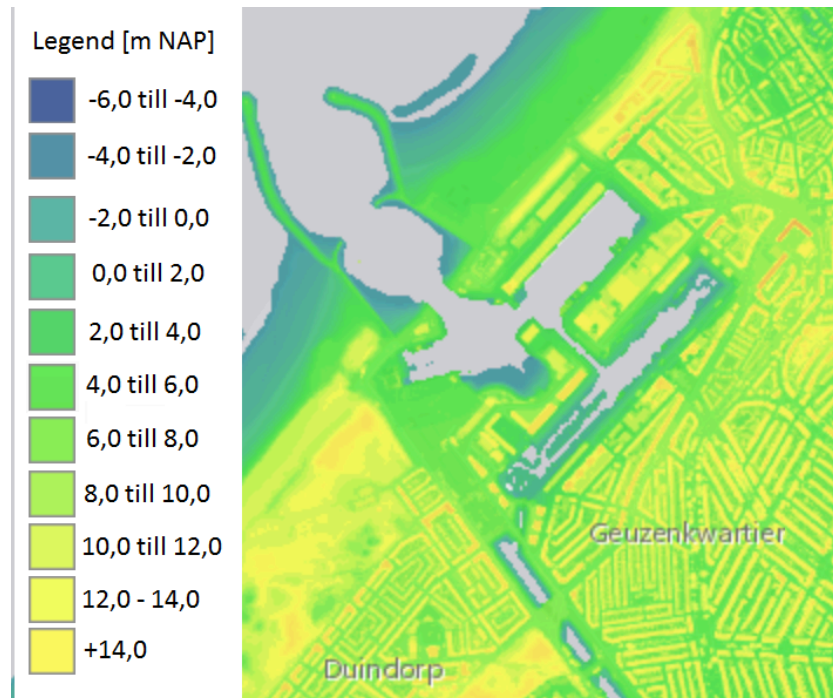 Legend [m NAP]
-6,0 till -4,0
-4,0 till -2,0
-2,0 till 0,0
0,0 till 2,0
2,0 till 4,0
4,0 till 6,0
6,0 till 8,0
8,0 till 10,0
10,0 till 12,0
12,0 - 14,0
+14,0
Geuzenkwartier
Duindorp